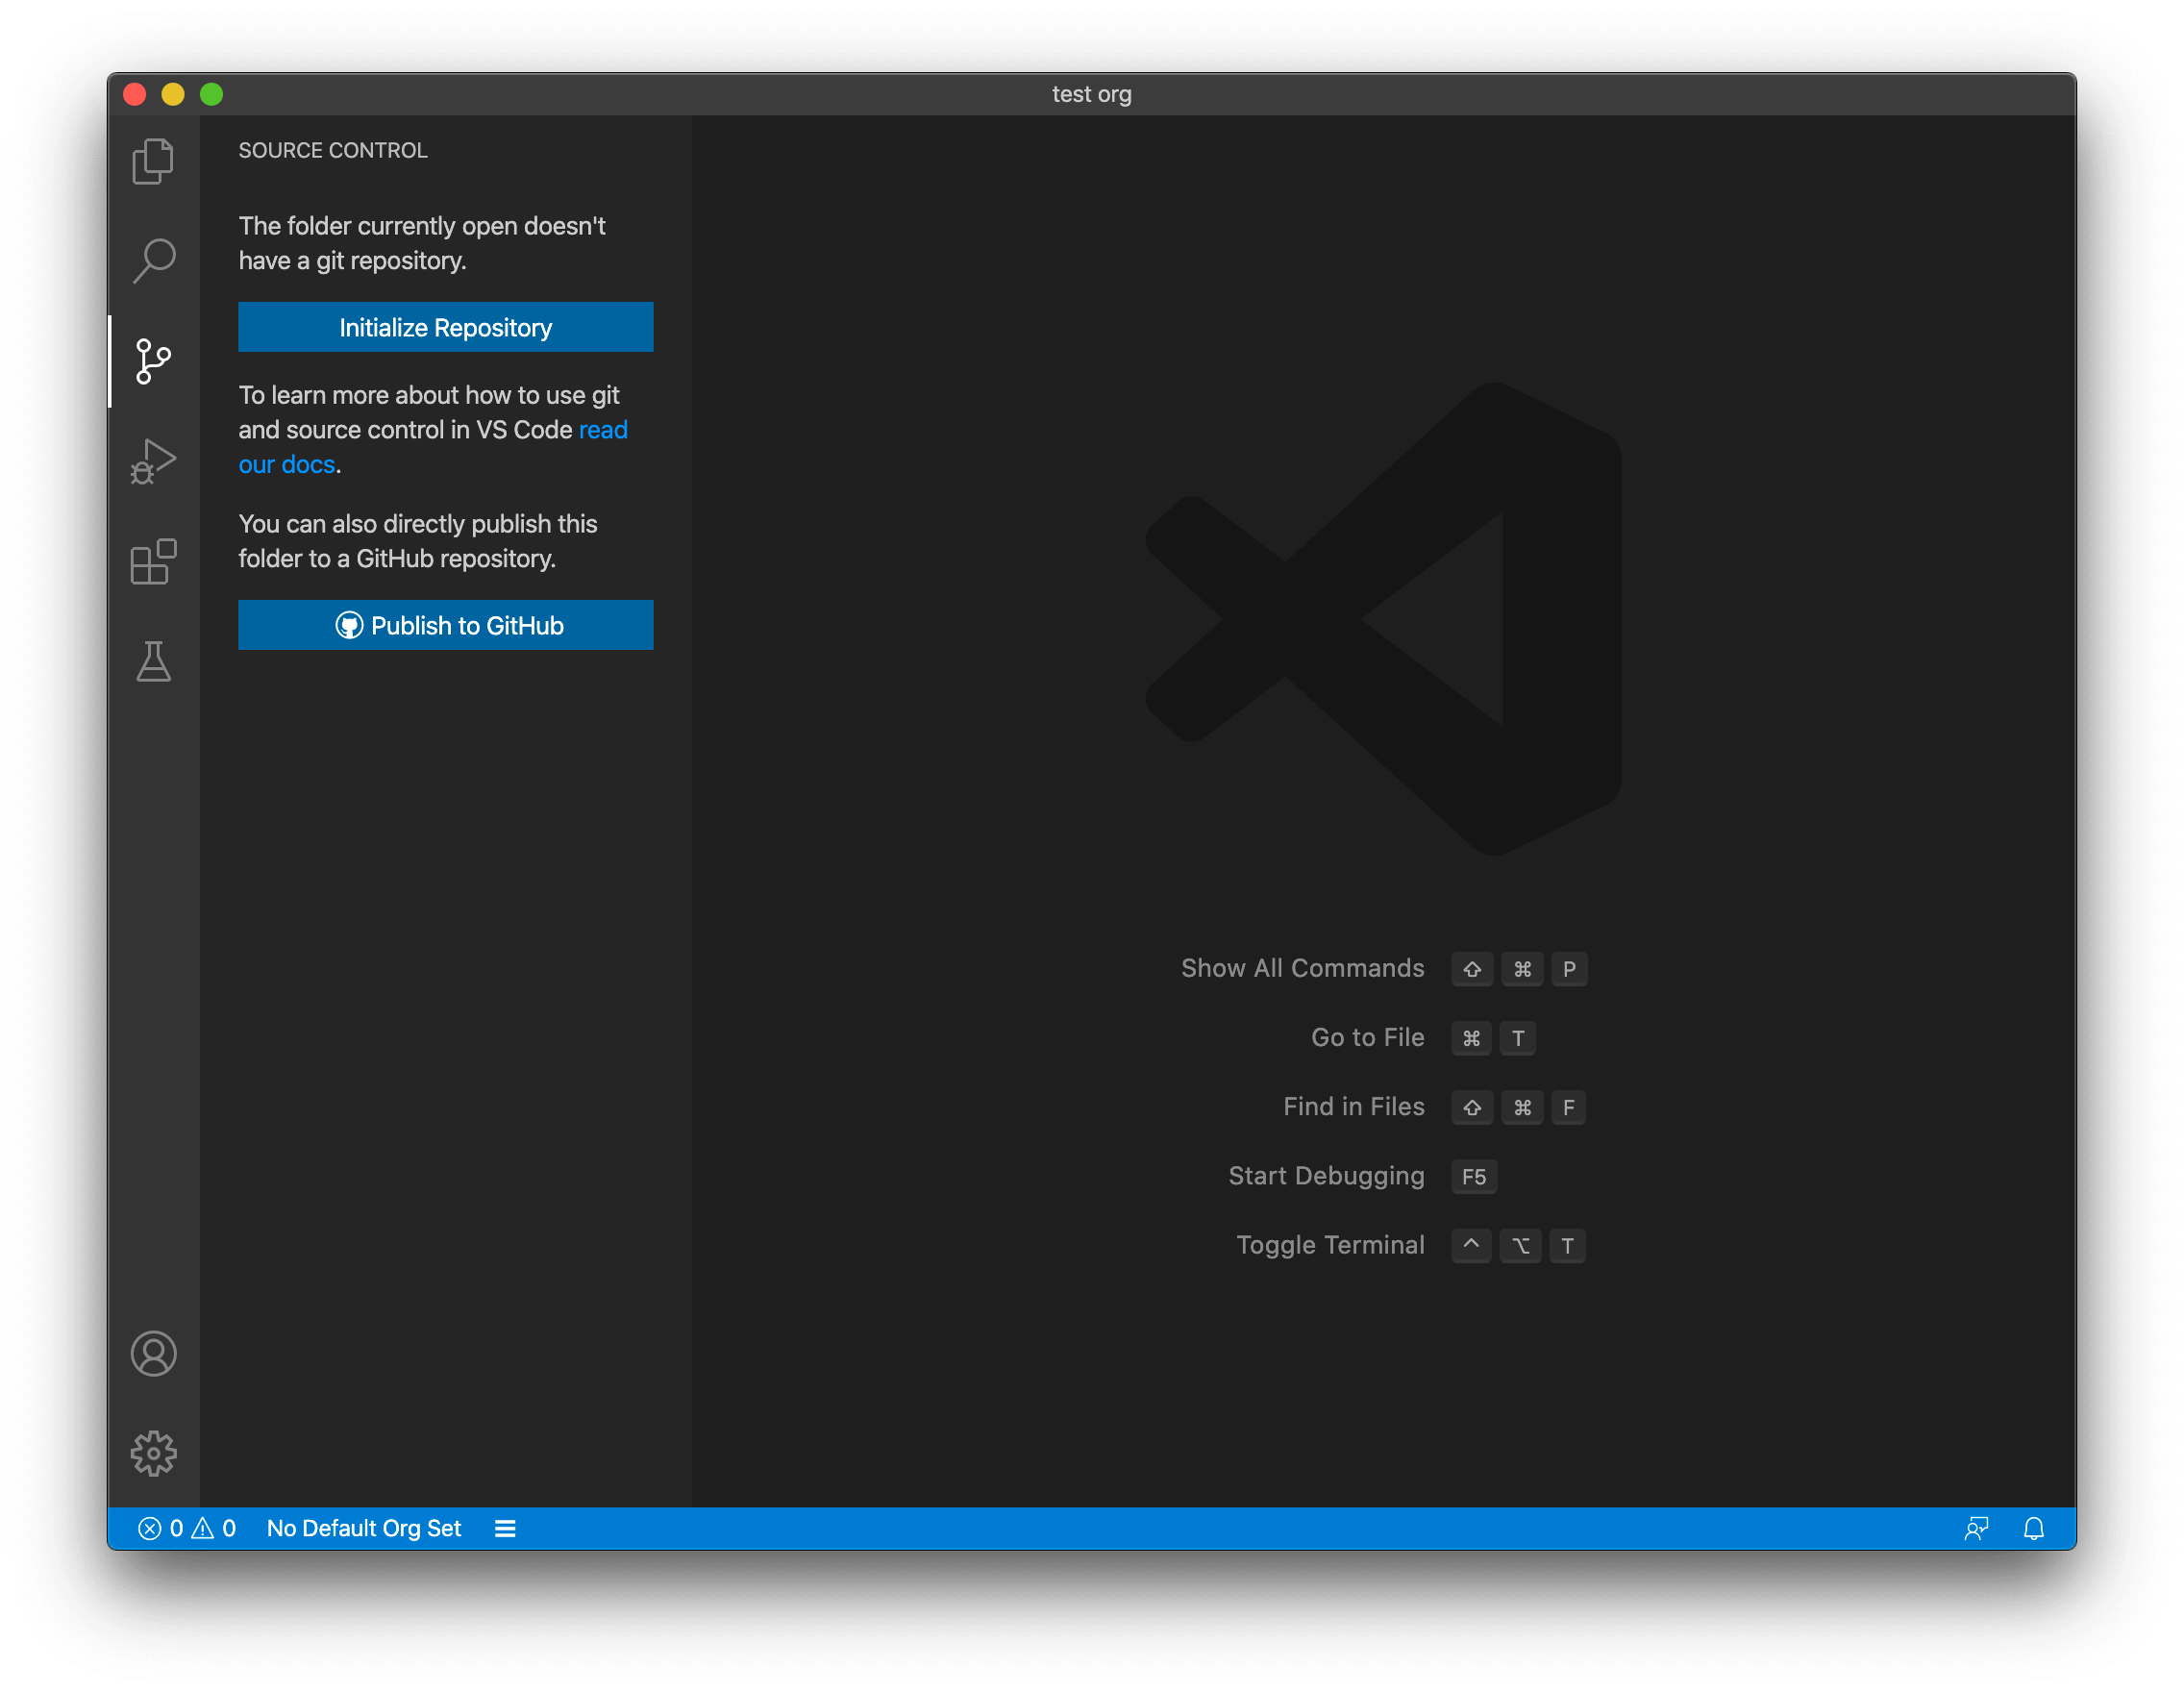 test org
SOURCE CONTROL
The folder currently open doesn't
have a git repository.
Initialize Repository
To learn more about how to use git
and source control in VS Code read
our docs.
You can also directly publish this
folder to a GitHub repository.
Publish to GitHub
Show All Commands ⇧ ⌘ P
Go to File ⌘ T
Find in Files ⇧ ⌘ F
Start Debugging F5
Toggle Terminal ^ ⌥ T
0 0 No Default Org Set